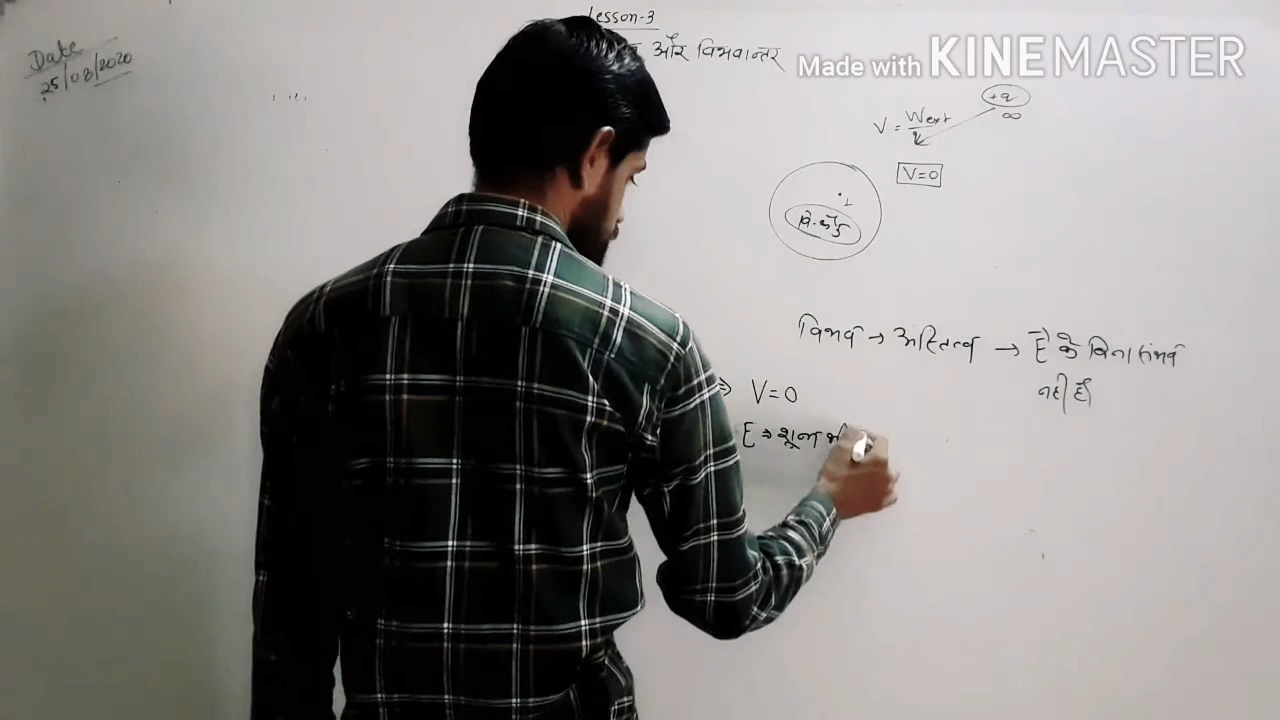 Lesson-3
और विभवान्तर
Made with KINEMASTER
Date
25/08/2020
+q
∞
V = Wext
V=0
वि.क्षेत्र
विभव → अस्तित्व → E के बिना संभव
नहीं है
⇒ V=0
E ⇒ शून्य